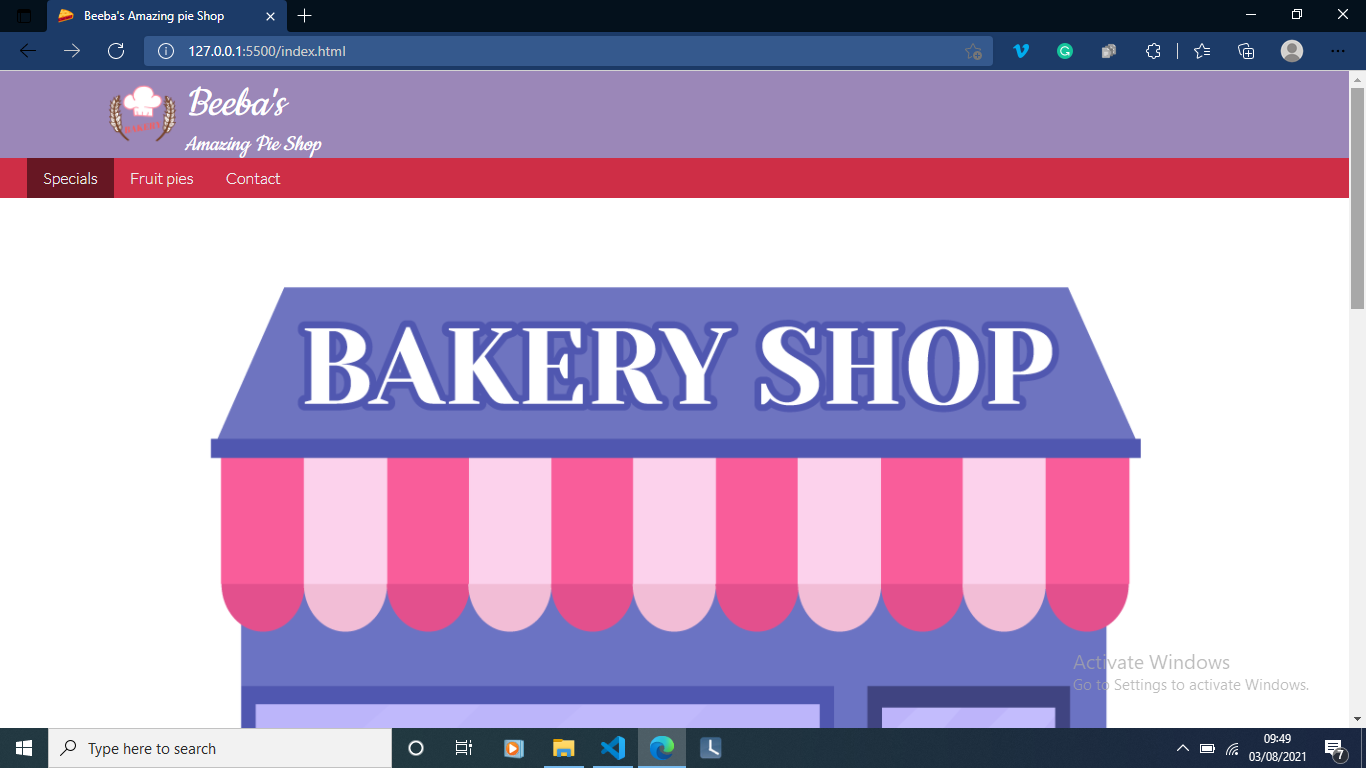 Beeba's Amazing pie Shop
127.0.0.1:5500/index.html
BAKERY
Beeba's
Amazing Pie Shop
Specials
Fruit pies
Contact
BAKERY SHOP
Activate Windows
Go to Settings to activate Windows.
Type here to search
09:49
03/08/2021
7